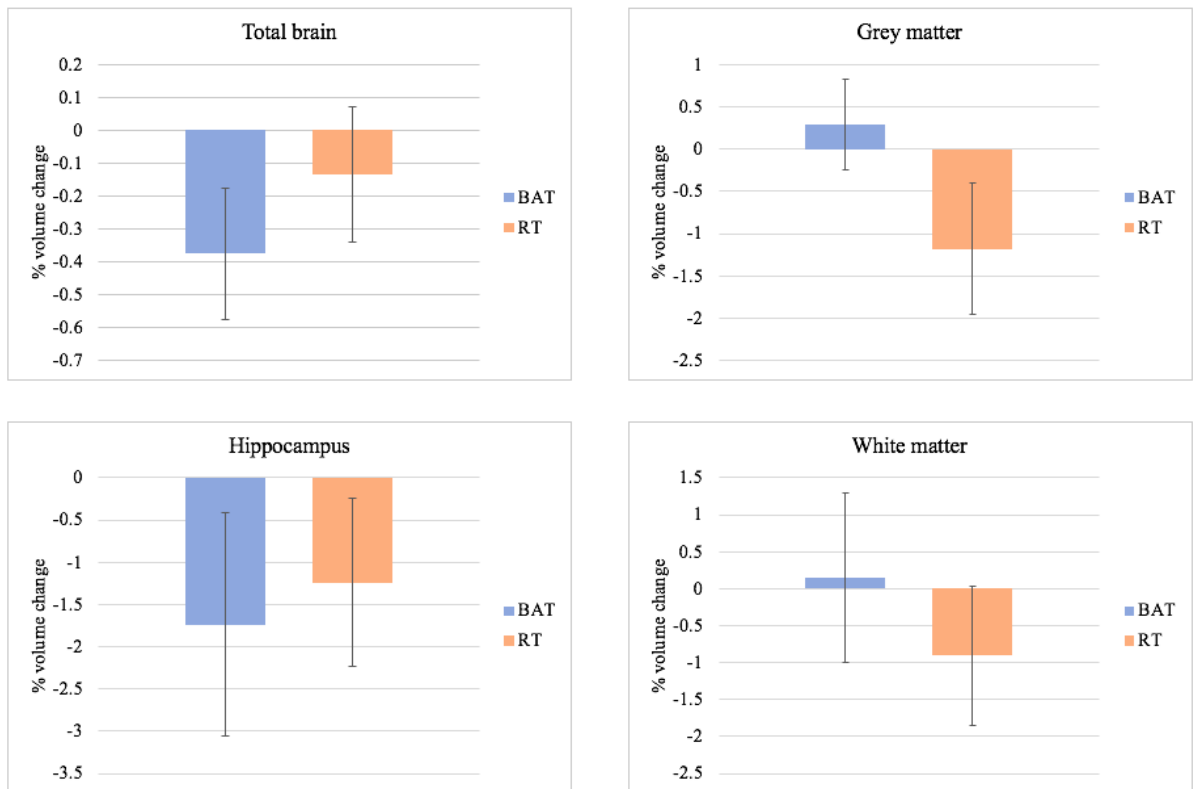 Total brain
0.2
0.1
0
-0.1
-0.2
-0.3
-0.4
-0.5
-0.6
-0.7
% volume change
BAT
RT
Grey matter
1
0.5
0
-0.5
-1
-1.5
-2
-2.5
% volume change
BAT
RT
Hippocampus
0
-0.5
-1
-1.5
-2
-2.5
-3
-3.5
% volume change
BAT
RT
White matter
1.5
1
0.5
0
-0.5
-1
-1.5
-2
-2.5
% volume change
BAT
RT